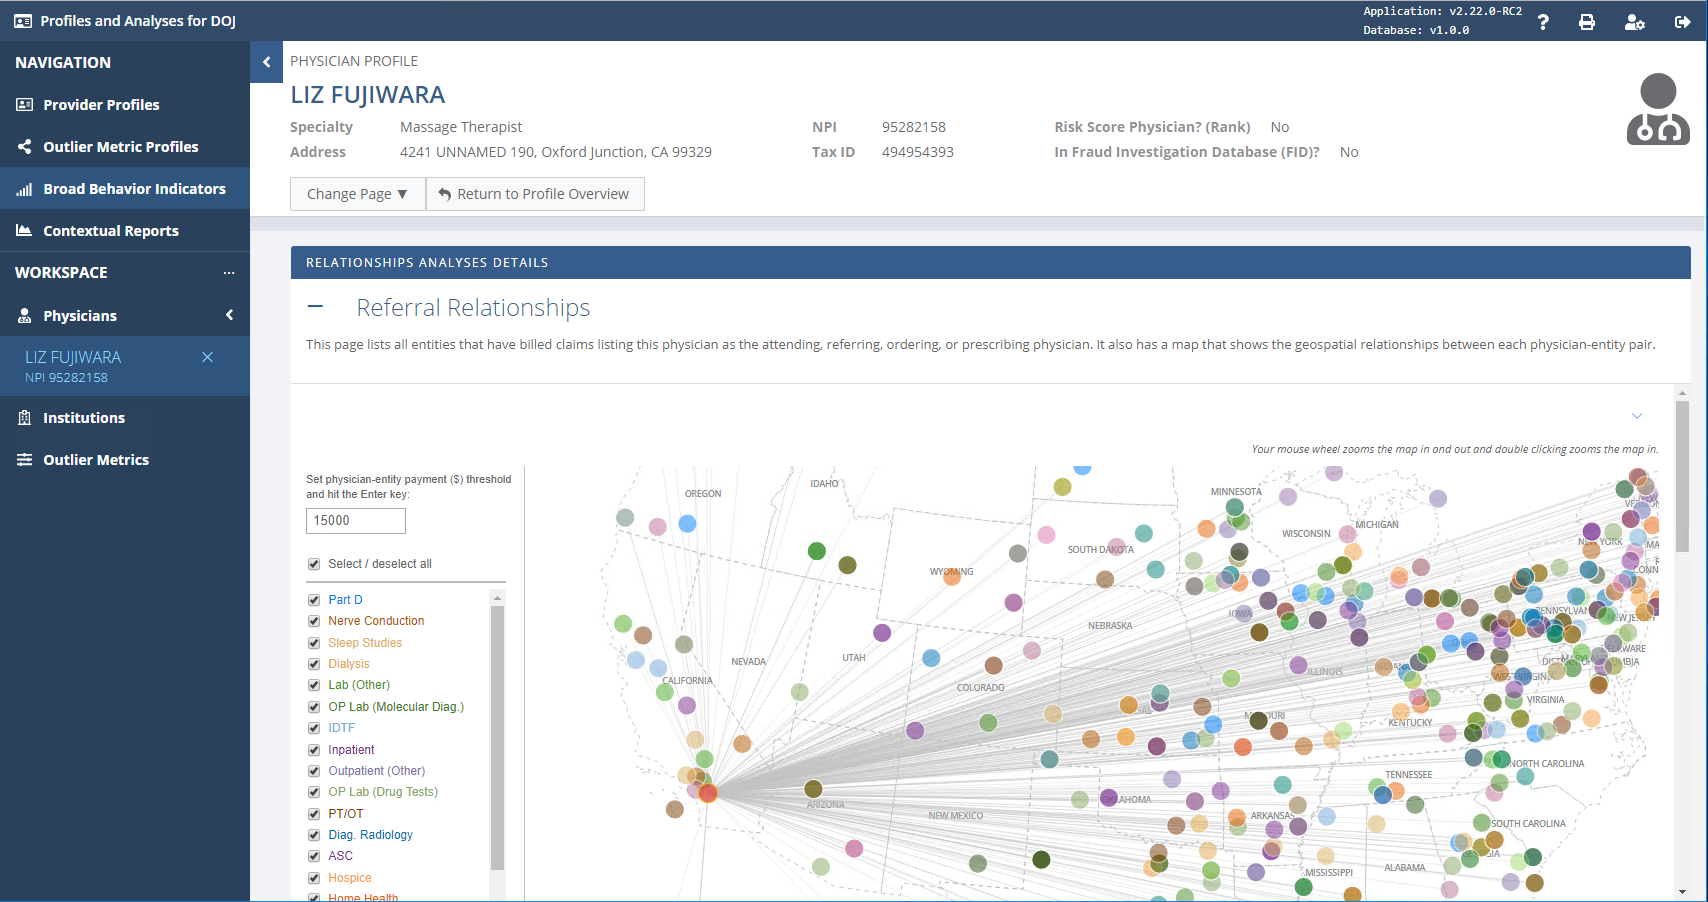 Profiles and Analyses for DOJ
Application: v2.22.0-RC2
Database: v1.0.0
NAVIGATION
Provider Profiles
Outlier Metric Profiles
Broad Behavior Indicators
Contextual Reports
WORKSPACE
Physicians
LIZ FUJIWARA
NPI 95282158
Institutions
Outlier Metrics
PHYSICIAN PROFILE
LIZ FUJIWARA
Specialty Massage Therapist NPI 95282158 Risk Score Physician? (Rank) No
Address 4241 UNNAMED 190, Oxford Junction, CA 99329 Tax ID 494954393 In Fraud Investigation Database (FID)? No
Change Page ▼ Return to Profile Overview
RELATIONSHIPS ANALYSES DETAILS
Referral Relationships
This page lists all entities that have billed claims listing this physician as the attending, referring, ordering, or prescribing physician. It also has a map that shows the geospatial relationships between each physician-entity pair.
Your mouse wheel zooms the map in and out and double clicking zooms the map in.
Set physician-entity payment ($) threshold
and hit the Enter key:
15000
Select / deselect all
Part D
Nerve Conduction
Sleep Studies
Dialysis
Lab (Other)
OP Lab (Molecular Diag.)
IDTF
Inpatient
Outpatient (Other)
OP Lab (Drug Tests)
PT/OT
Diag. Radiology
ASC
Hospice
Home Health
OREGON
IDAHO
MINNESOTA
WISCONSIN
MICHIGAN
SOUTH DAKOTA
WYOMING
NEW YORK
IOWA
NEBRASKA
NEVADA
UTAH
CALIFORNIA
COLORADO
ILLINOIS
WEST VIRGINIA
VIRGINIA
KENTUCKY
NORTH CAROLINA
TENNESSEE
ARIZONA
NEW MEXICO
ARKANSAS
SOUTH CAROLINA
MISSISSIPPI
ALABAMA
NEW JERSEY
DELAWARE